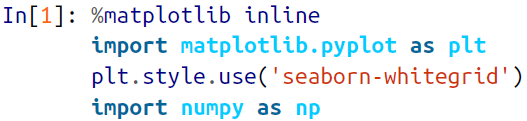 In[1]: %matplotlib inline
import matplotlib.pyplot as plt
plt.style.use('seaborn-whitegrid')
import numpy as np